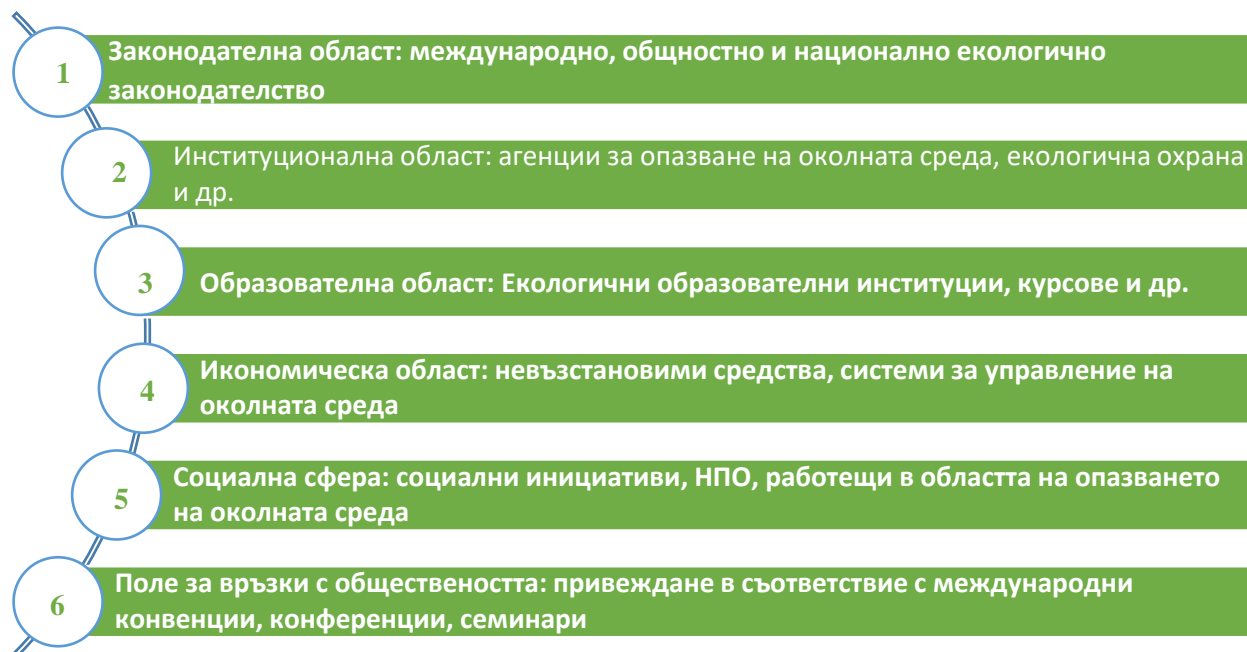 1
Законодателна област: международно, общностно и национално екологично
законодателство
2
Институционална област: агенции за опазване на околната среда, екологична охрана
и др.
3
Образователна област: Екологични образователни институции, курсове и др.
4
Икономическа област: невъзстановими средства, системи за управление на
околната среда
5
Социална сфера: социални инициативи, НПО, работещи в областта на опазването
на околната среда
6
Поле за връзки с обществеността: привеждане в съответствие с международни
конвенции, конференции, семинари